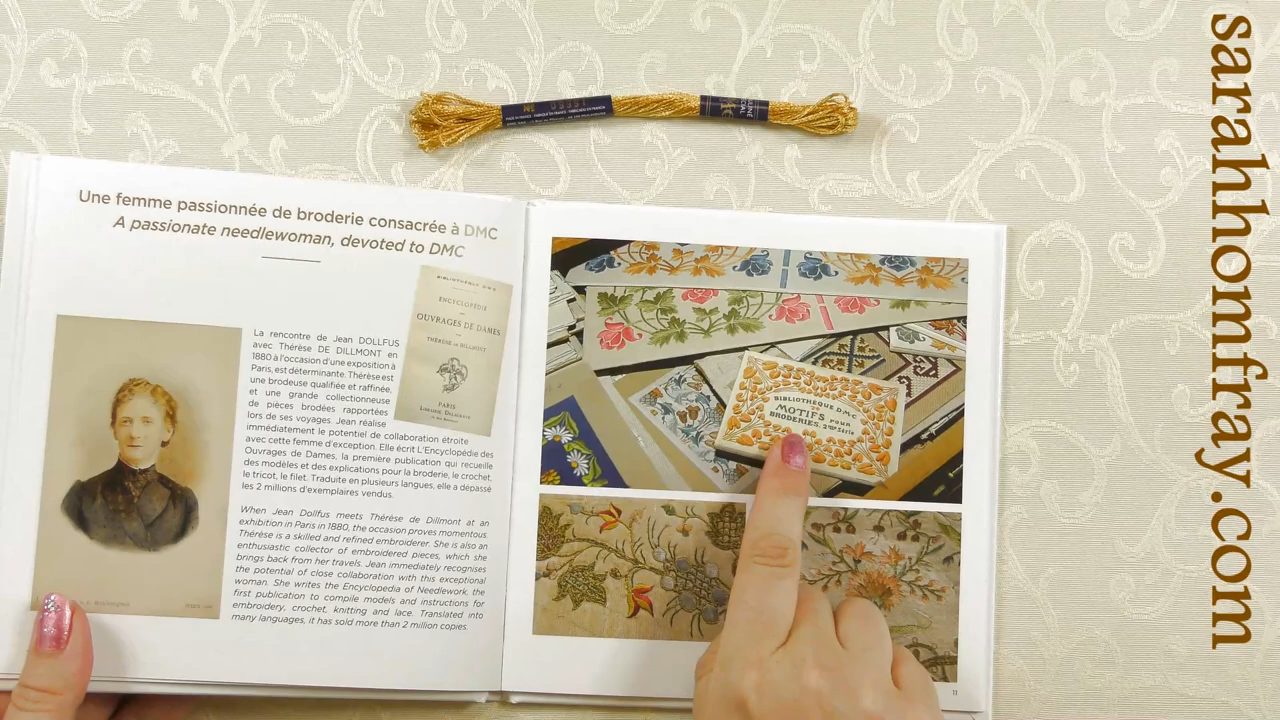 sarahhomfray.com
Une femme passionnée de broderie consacrée à DMC
A passionate needlewoman, devoted to DMC
La rencontre de Jean DOLLFUS
avec Thérèse DE DILLMONT en
1880 à l'occasion d'une exposition à
Paris, est déterminante. Thérèse est
une brodeuse qualifiée et raffinée,
et une grande collectionneuse
de pièces brodées rapportées
lors de ses voyages. Jean réalise
immédiatement le potentiel de collaboration étroite
avec cette femme d'exception. Elle écrit L'Encyclopédie des
Ouvrages de Dames, la première publication qui recueille
des modèles et des explications pour la broderie, le crochet,
le tricot, le filet. Traduite en plusieurs langues, elle a dépassé
les 2 millions d'exemplaires vendus.
When Jean Dollfus meets Thérèse de Dillmont at an
exhibition in Paris in 1880, the occasion proves momentous.
Thérèse is a skilled and refined embroiderer. She is also an
enthusiastic collector of embroidered pieces, which she
brings back from her travels. Jean immediately recognises
the potential of close collaboration with this exceptional
woman. She writes the Encyclopedia of Needlework, the
first publication to compile models and instructions for
embroidery, crochet, knitting and lace. Translated into
many languages, it has sold more than 2 million copies.
BIBLIOTHÈQUE DMC
ENCYCLOPÉDIE
OUVRAGES DE DAMES
THÉRÈSE DE DILLMONT
PARIS
LIBRAIRIE DELAGRAVE
BIBLIOTHÈQUE DMC
MOTIFS pour
BRODERIES, 2me Série
11